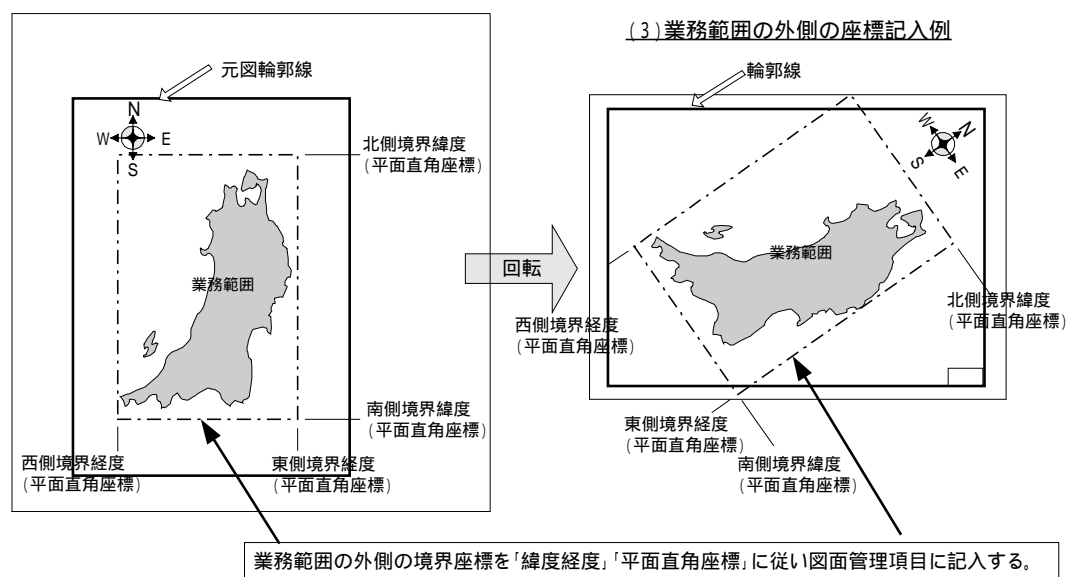 (3)業務範囲の外側の座標記入例
元図輪郭線
N
W
E
S
北側境界緯度
(平面直角座標)
業務範囲
南側境界緯度
(平面直角座標)
西側境界経度
(平面直角座標)
東側境界経度
(平面直角座標)
回転
輪郭線
W
N
S
E
業務範囲
北側境界緯度
(平面直角座標)
西側境界経度
(平面直角座標)
東側境界経度
(平面直角座標)
南側境界緯度
(平面直角座標)
業務範囲の外側の境界座標を「緯度経度」「平面直角座標」に従い図面管理項目に記入する。